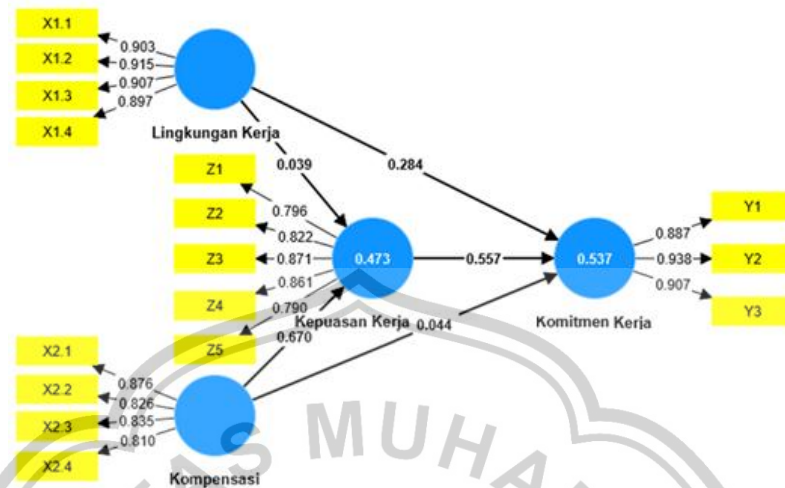 X1.1
X1.2
X1.3
X1.4
0.903
0.915
0.907
0.897
Lingkungan Kerja
0.039
0.284
Z1
Z2
Z3
Z4
Z5
0.796
0.822
0.871
0.861
0.790
0.473
Kepuasan Kerja
0.557
0.537
Komitmen Kerja
0.887
0.938
0.907
Y1
Y2
Y3
0.044
0.670
X2.1
X2.2
X2.3
X2.4
0.876
0.826
0.835
0.810
Kompensasi
AS MUHA